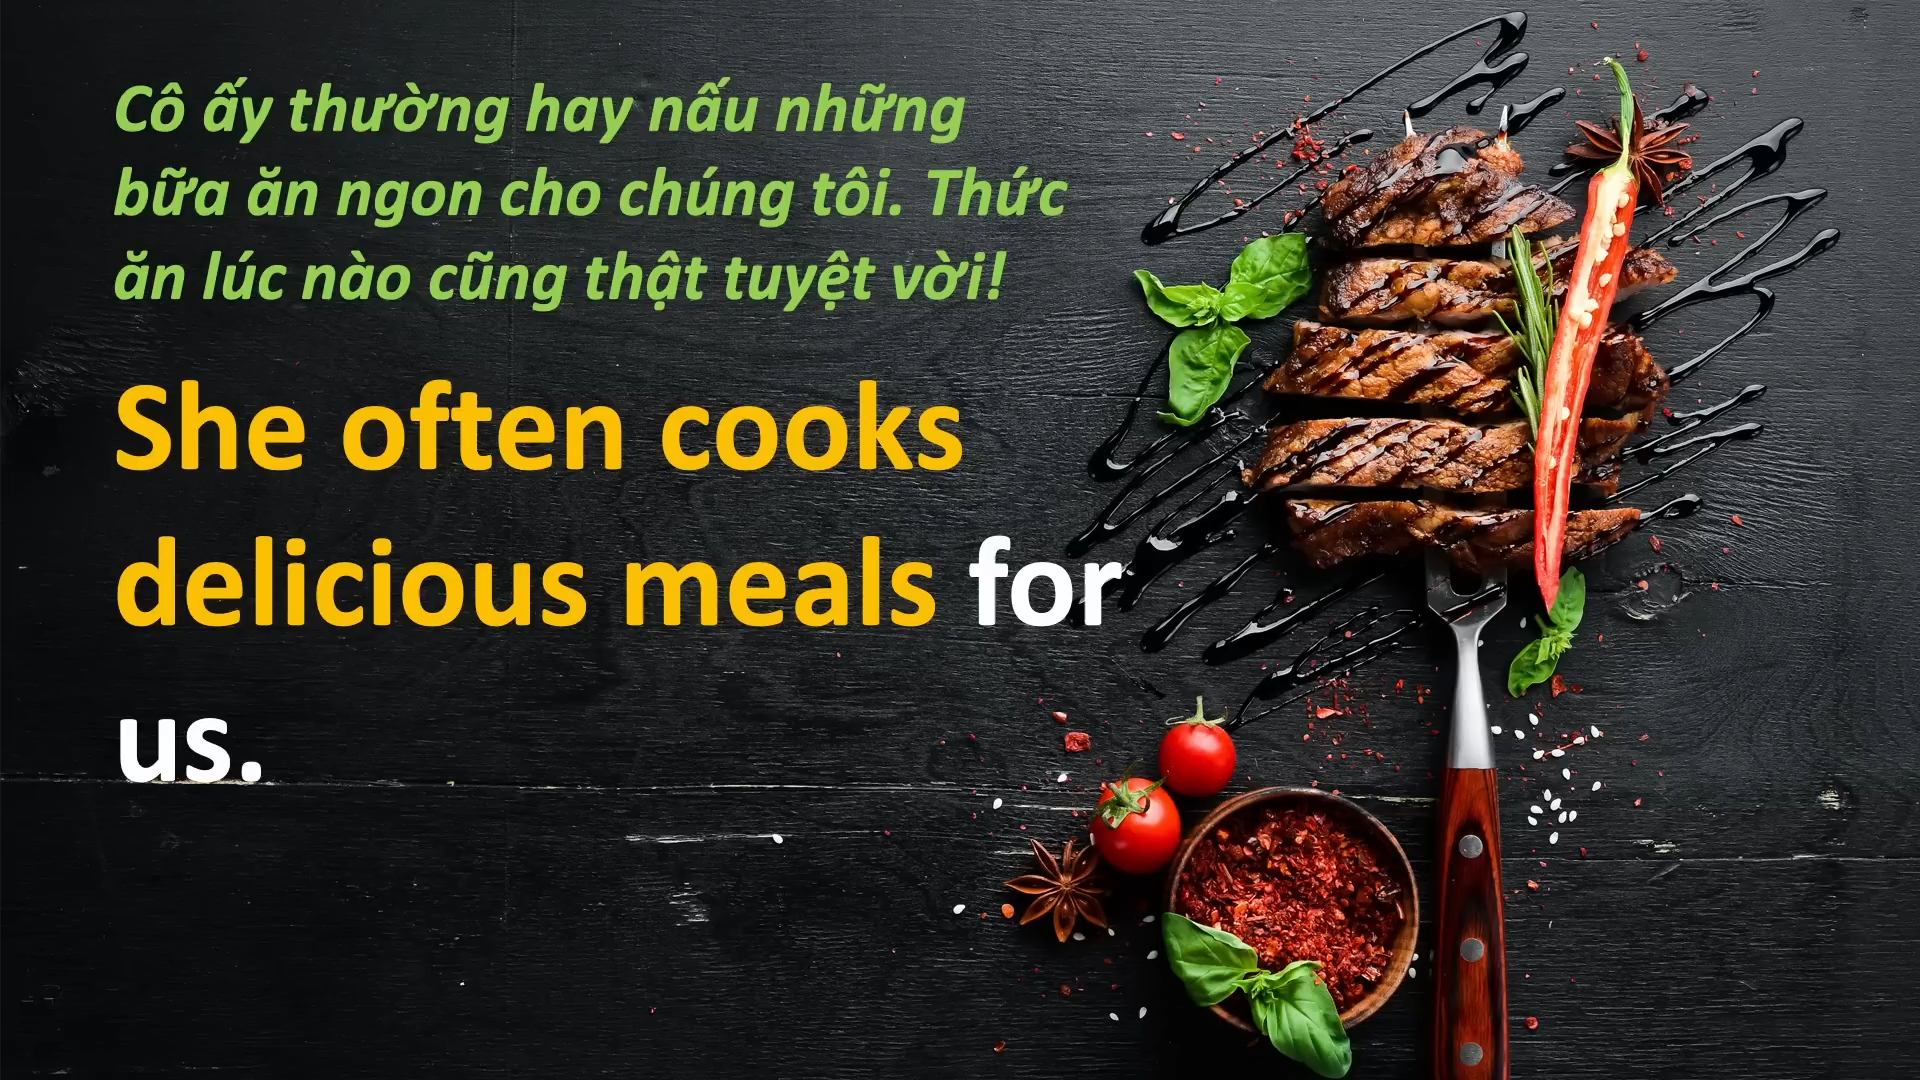 Cô ấy thường hay nấu những
bữa ăn ngon cho chúng tôi. Thức
ăn lúc nào cũng thật tuyệt vời!
She often cooks
delicious meals for
us.